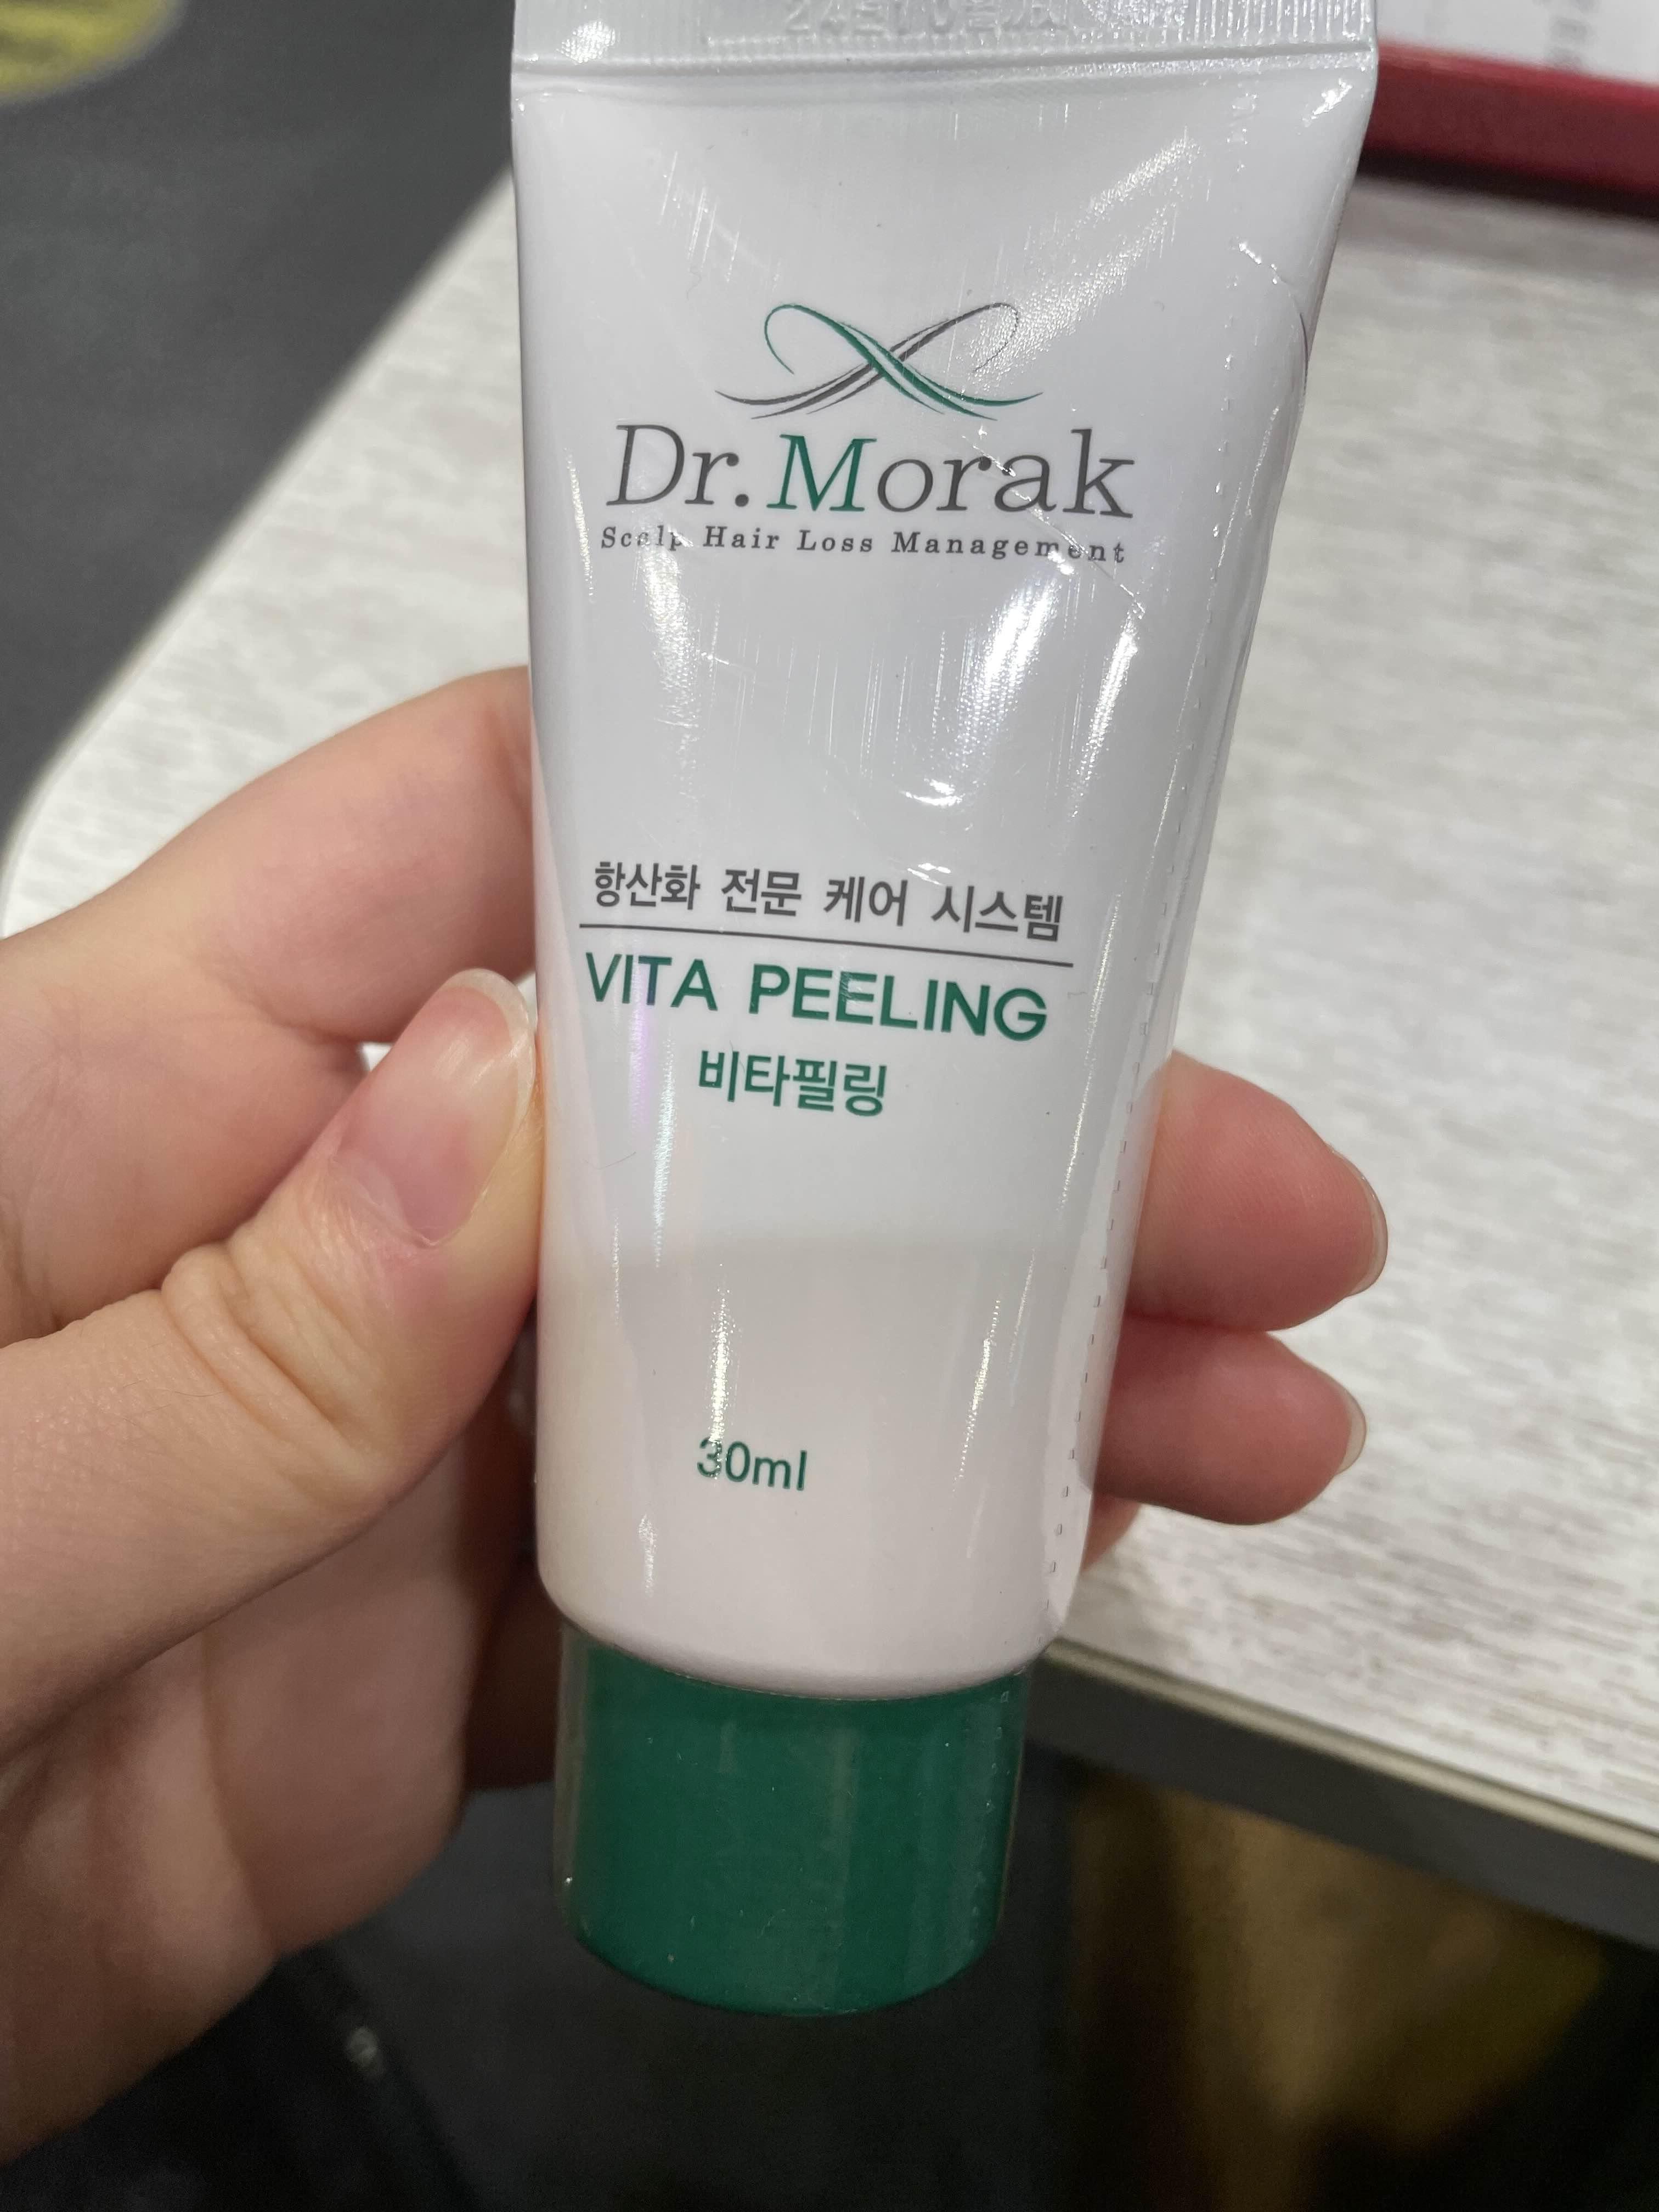 Dr.Morak
Scalp Hair Loss Management
항산화 전문 케어 시스템
VITA PEELING
비타필링
30ml